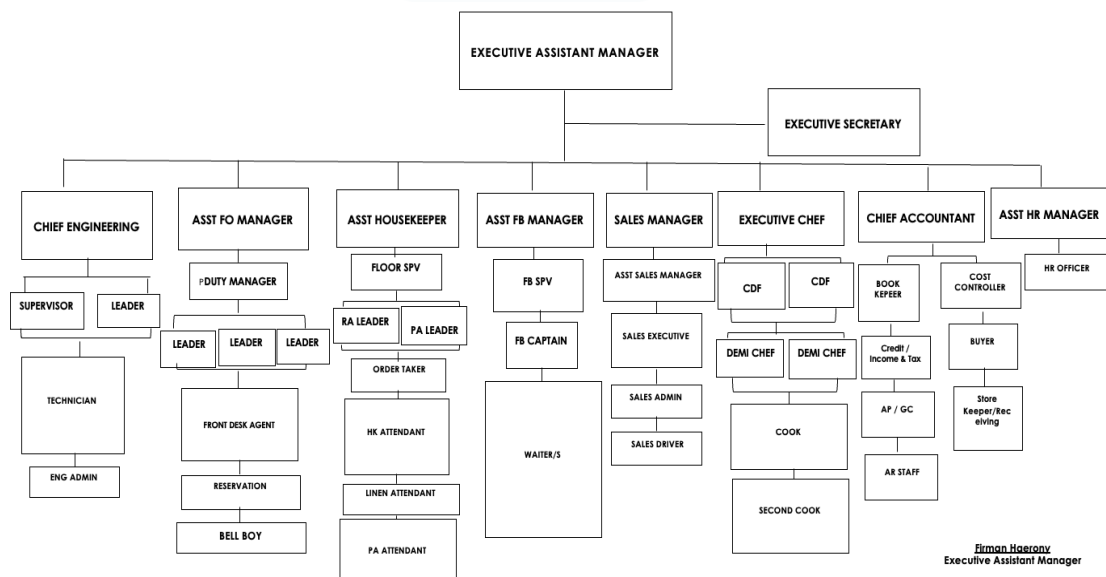 EXECUTIVE ASSISTANT MANAGER
EXECUTIVE SECRETARY
CHIEF ENGINEERING
ASST FO MANAGER
ASST HOUSEKEEPER
ASST FB MANAGER
SALES MANAGER
EXECUTIVE CHEF
CHIEF ACCOUNTANT
ASST HR MANAGER
SUPERVISOR
LEADER
PDUTY MANAGER
FLOOR SPV
FB SPV
ASST SALES MANAGER
CDF
CDF
BOOK
KEPEER
COST
CONTROLLER
HR OFFICER
LEADER
LEADER
LEADER
RA LEADER
PA LEADER
FB CAPTAIN
SALES EXECUTIVE
DEMI CHEF
DEMI CHEF
Credit /
Income & Tax
BUYER
TECHNICIAN
FRONT DESK AGENT
ORDER TAKER
HK ATTENDANT
WAITER/S
SALES ADMIN
SALES DRIVER
COOK
AP / GC
Store
Keeper/Rec
eiving
ENG ADMIN
RESERVATION
LINEN ATTENDANT
SECOND COOK
AR STAFF
BELL BOY
PA ATTENDANT
Firman Haerony
Executive Assistant Manager